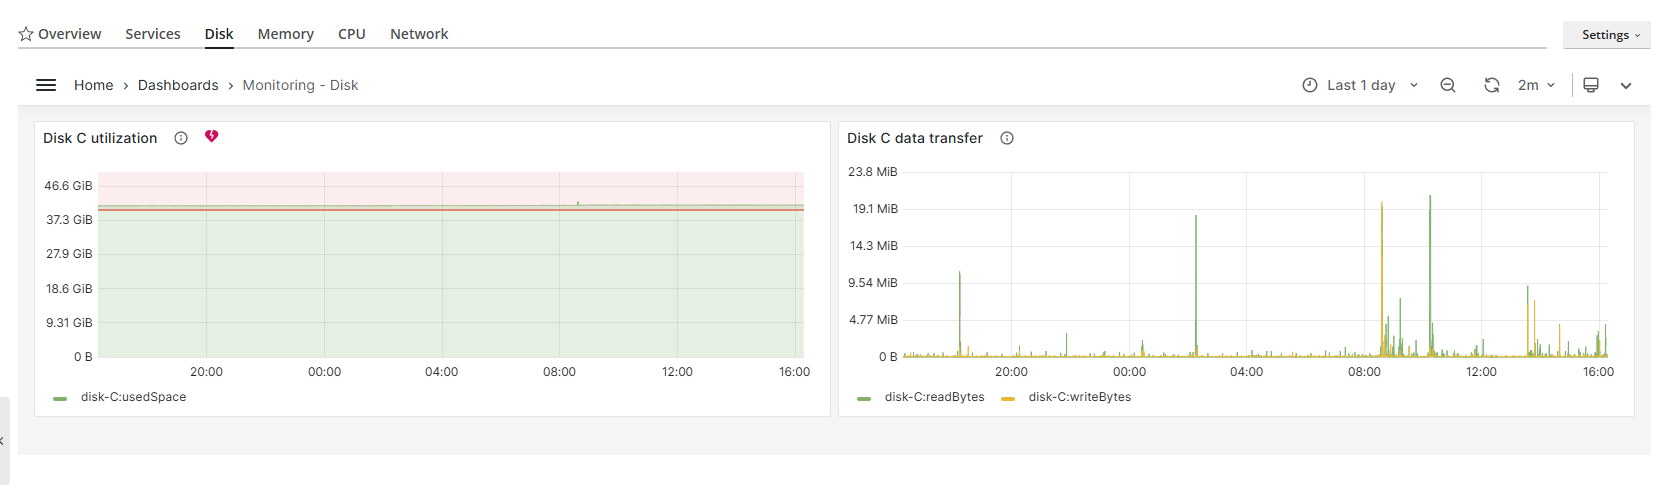 Overview Services Disk Memory CPU Network Settings
Home › Dashboards › Monitoring - Disk Last 1 day 2m
Disk C utilization
46.6 GiB
37.3 GiB
27.9 GiB
18.6 GiB
9.31 GiB
0 B
20:00 00:00 04:00 08:00 12:00 16:00
disk-C:usedSpace
Disk C data transfer
23.8 MiB
19.1 MiB
14.3 MiB
9.54 MiB
4.77 MiB
0 B
20:00 00:00 04:00 08:00 12:00 16:00
disk-C:readBytes disk-C:writeBytes